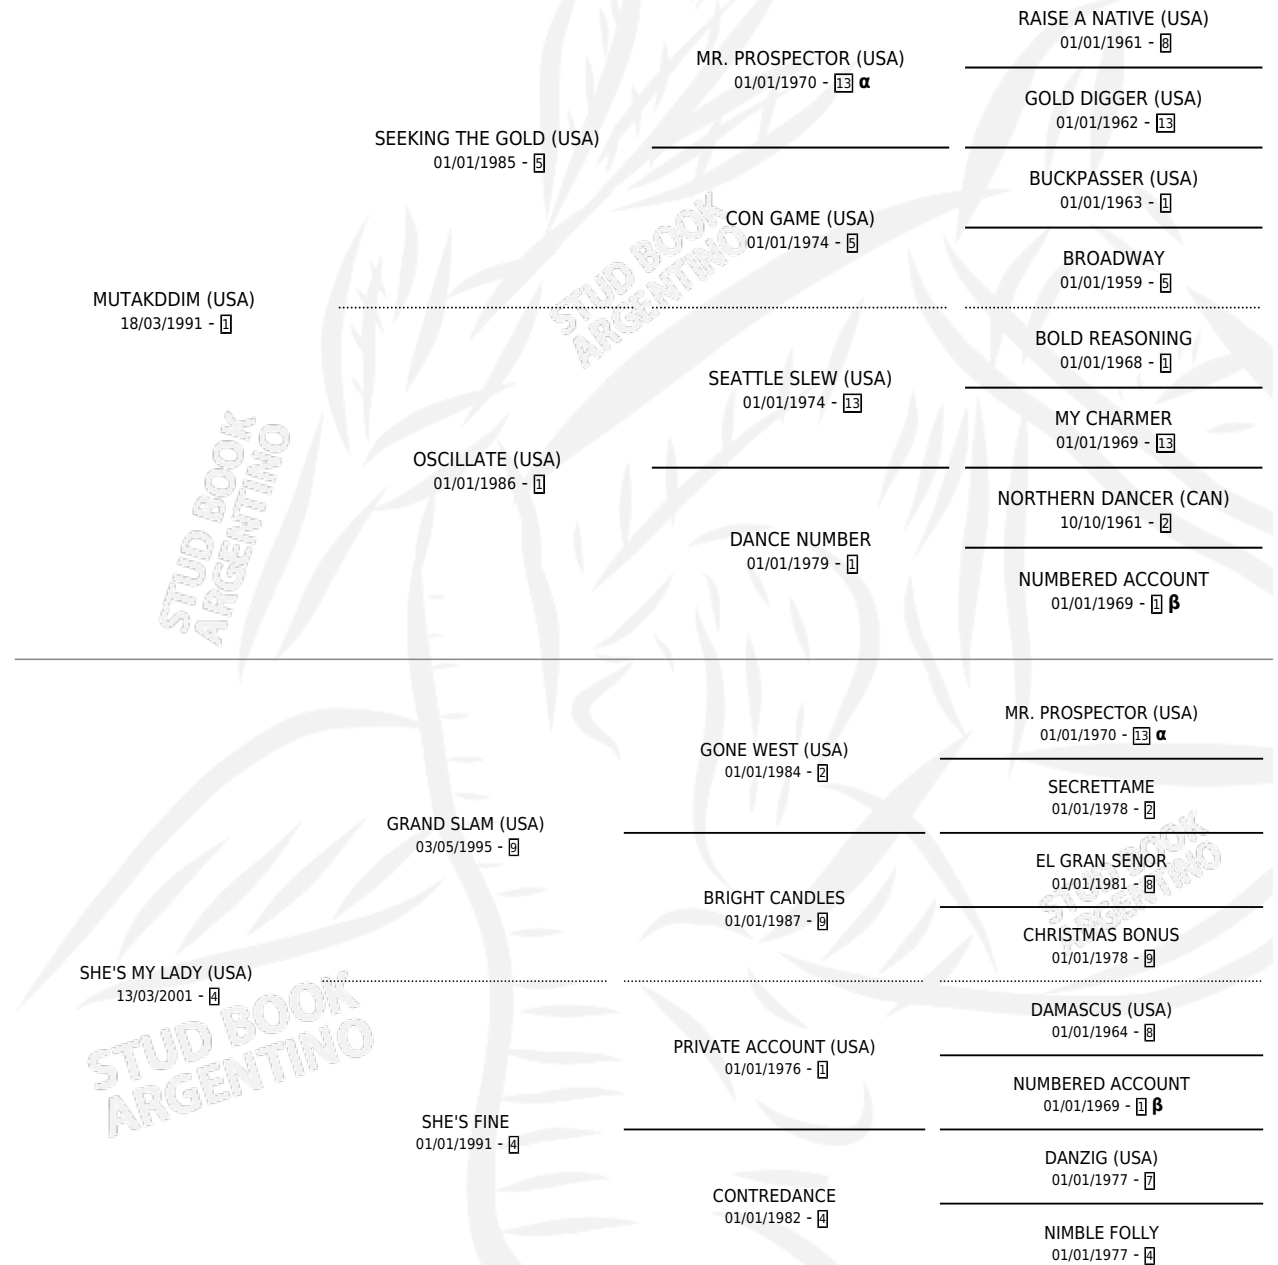 RAISE A NATIVE (USA)
01/01/1961 - 8
MR. PROSPECTOR (USA)
01/01/1970 - 13 α
GOLD DIGGER (USA)
01/01/1962 - 13
SEEKING THE GOLD (USA)
01/01/1985 - 5
BUCKPASSER (USA)
01/01/1963 - 1
CON GAME (USA)
01/01/1974 - 5
BROADWAY
01/01/1959 - 5
MUTAKDDIM (USA)
18/03/1991 - 1
BOLD REASONING
01/01/1968 - 1
SEATTLE SLEW (USA)
01/01/1974 - 13
MY CHARMER
01/01/1969 - 13
OSCILLATE (USA)
01/01/1986 - 1
NORTHERN DANCER (CAN)
10/10/1961 - 2
DANCE NUMBER
01/01/1979 - 1
NUMBERED ACCOUNT
01/01/1969 - 1 β
MR. PROSPECTOR (USA)
01/01/1970 - 13 α
GONE WEST (USA)
01/01/1984 - 2
SECRETTAME
01/01/1978 - 2
GRAND SLAM (USA)
03/05/1995 - 9
EL GRAN SENOR
01/01/1981 - 8
BRIGHT CANDLES
01/01/1987 - 9
CHRISTMAS BONUS
01/01/1978 - 9
SHE'S MY LADY (USA)
13/03/2001 - 4
DAMASCUS (USA)
01/01/1964 - 8
PRIVATE ACCOUNT (USA)
01/01/1976 - 1
NUMBERED ACCOUNT
01/01/1969 - 1 β
SHE'S FINE
01/01/1991 - 4
DANZIG (USA)
01/01/1977 - 7
CONTREDANCE
01/01/1982 - 4
NIMBLE FOLLY
01/01/1977 - 4
STUD BOOK
ARGENTINO
STUD BOOK
ARGENTINO
STUD BOOK
ARGENTINO
STUD BOOK
ARGENTINO